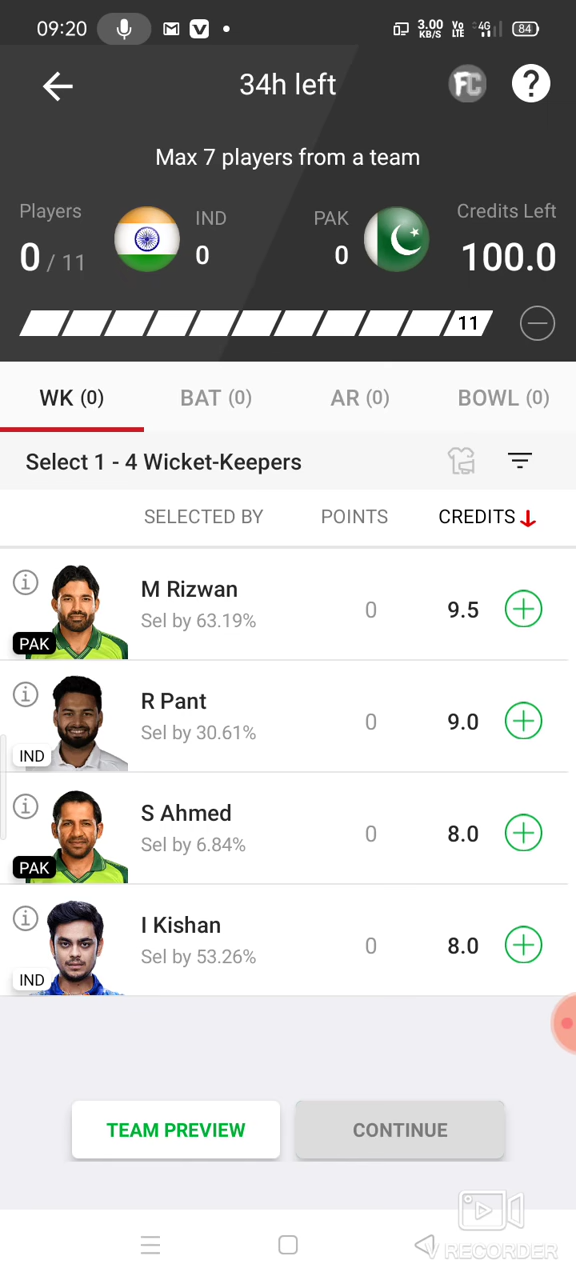 09:20 3.00 KB/S Vo LTE 4G 84
34h left FC ?
Max 7 players from a team
Players IND PAK Credits Left
0 / 11 0 0 100.0
11
WK (0) BAT (0) AR (0) BOWL (0)
Select 1 - 4 Wicket-Keepers
SELECTED BY POINTS CREDITS
M Rizwan
Sel by 63.19% 0 9.5
PAK
R Pant
Sel by 30.61% 0 9.0
IND
S Ahmed
Sel by 6.84% 0 8.0
PAK
I Kishan
Sel by 53.26% 0 8.0
IND
TEAM PREVIEW CONTINUE
V RECORDER